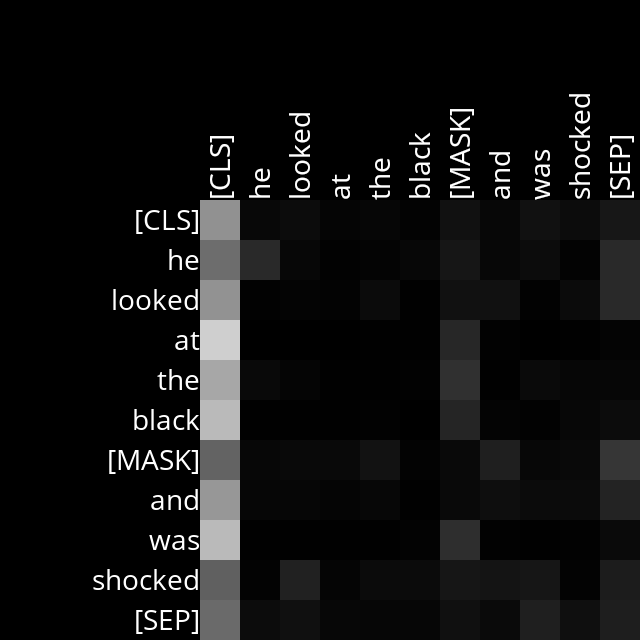 [CLS] he looked at the black [MASK] and was shocked [SEP]
[CLS]
he
looked
at
the
black
[MASK]
and
was
shocked
[SEP]